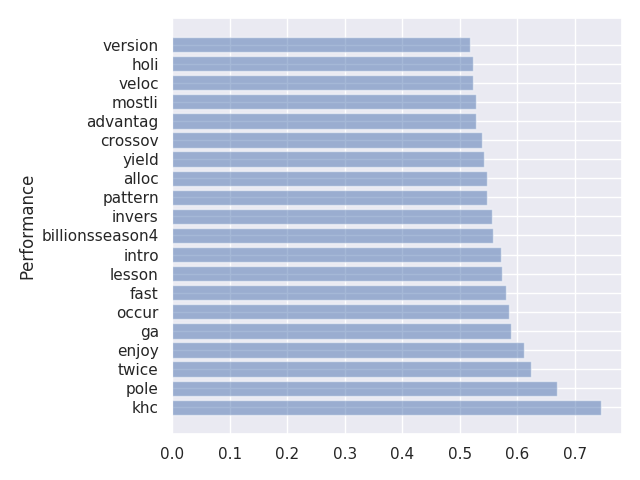 version
holi
veloc
mostli
advantag
crossov
yield
alloc
pattern
invers
billionsseason4
intro
lesson
fast
occur
ga
enjoy
twice
pole
khc
Performance
0.0 0.1 0.2 0.3 0.4 0.5 0.6 0.7